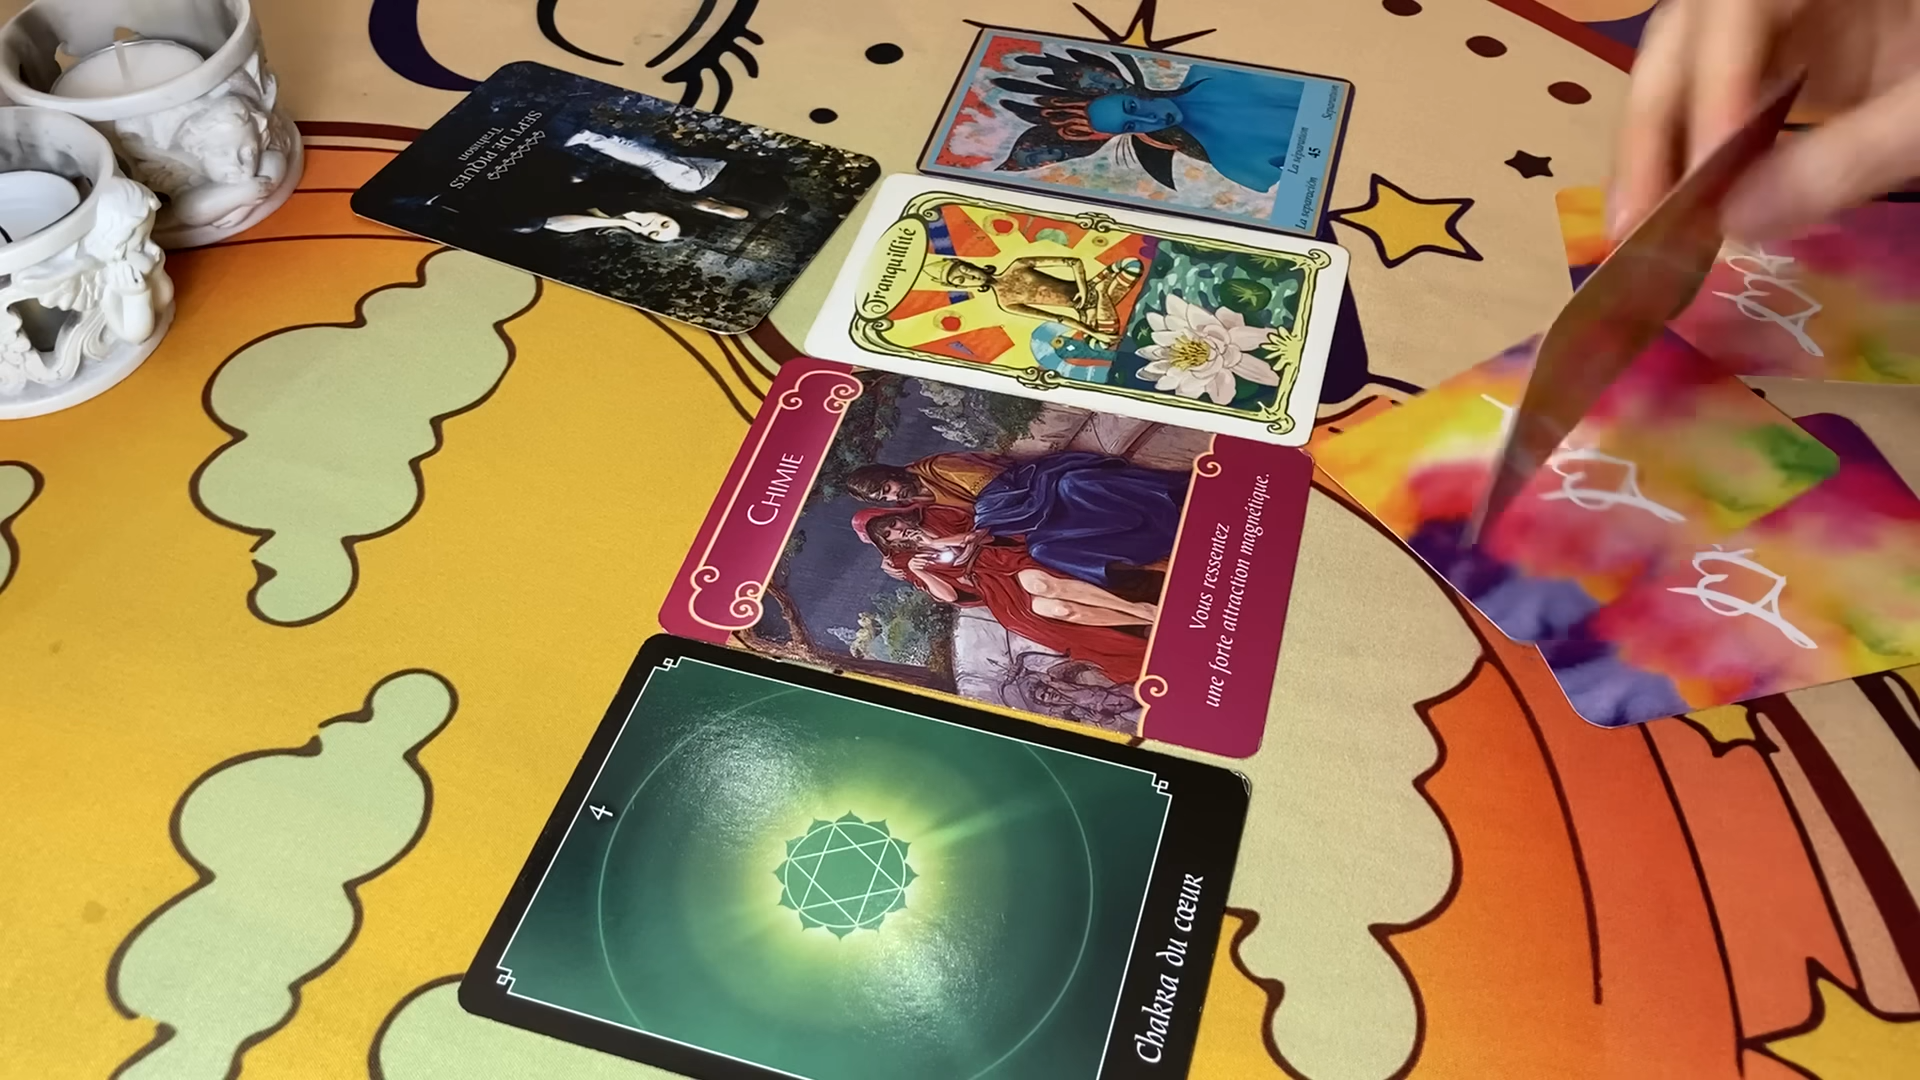 SEPT DE PIQUES
Trahison
La separación
La séparation
Separation
45
Tranquillité
CHIMIE
Vous ressentez
une forte attraction magnétique.
4
Chakra du cœur